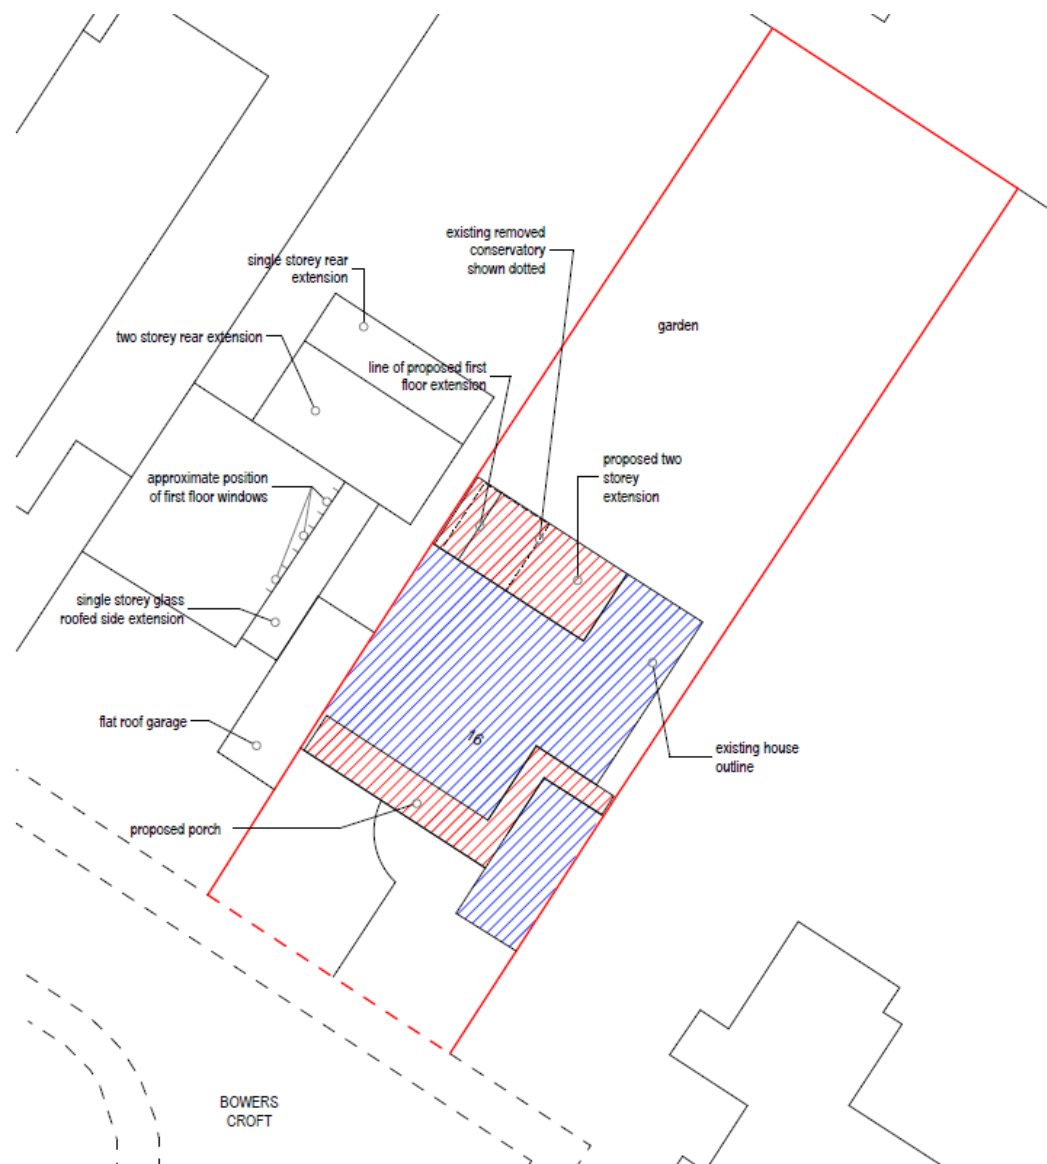 existing removed
conservatory
shown dotted
single storey rear
extension
garden
two storey rear extension
line of proposed first
floor extension
proposed two
storey
extension
approximate position
of first floor windows
single storey glass
roofed side extension
flat roof garage
16
existing house
outline
proposed porch
BOWERS
CROFT